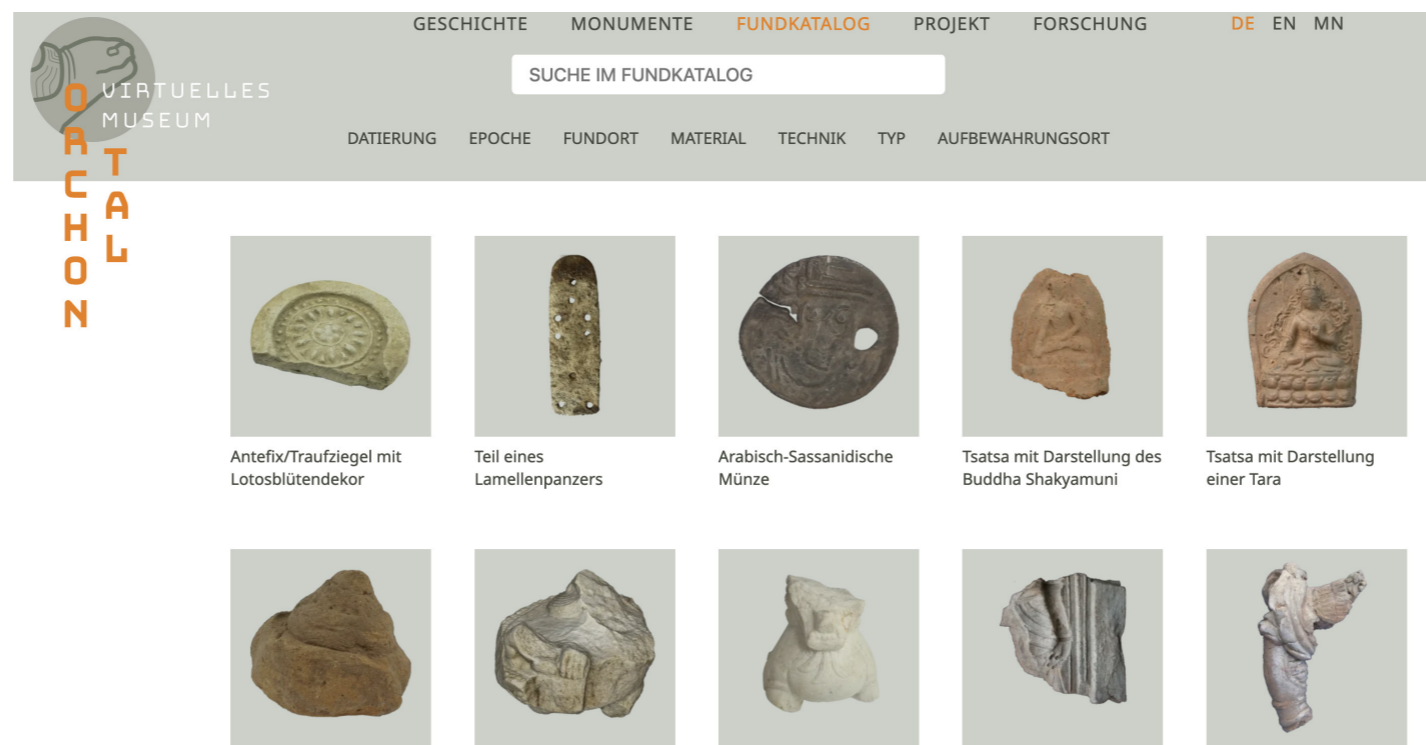 GESCHICHTE MONUMENTE FUNDKATALOG PROJEKT FORSCHUNG DE EN MN
SUCHE IM FUNDKATALOG
VIRTUELLES
MUSEUM
ORCHON
TAL
DATIERUNG EPOCHE FUNDORT MATERIAL TECHNIK TYP AUFBEWAHRUNGSORT
Antefix/Traufziegel mit
Lotosblütendekor
Teil eines
Lamellenpanzers
Arabisch-Sassanidische
Münze
Tsatsa mit Darstellung des
Buddha Shakyamuni
Tsatsa mit Darstellung
einer Tara